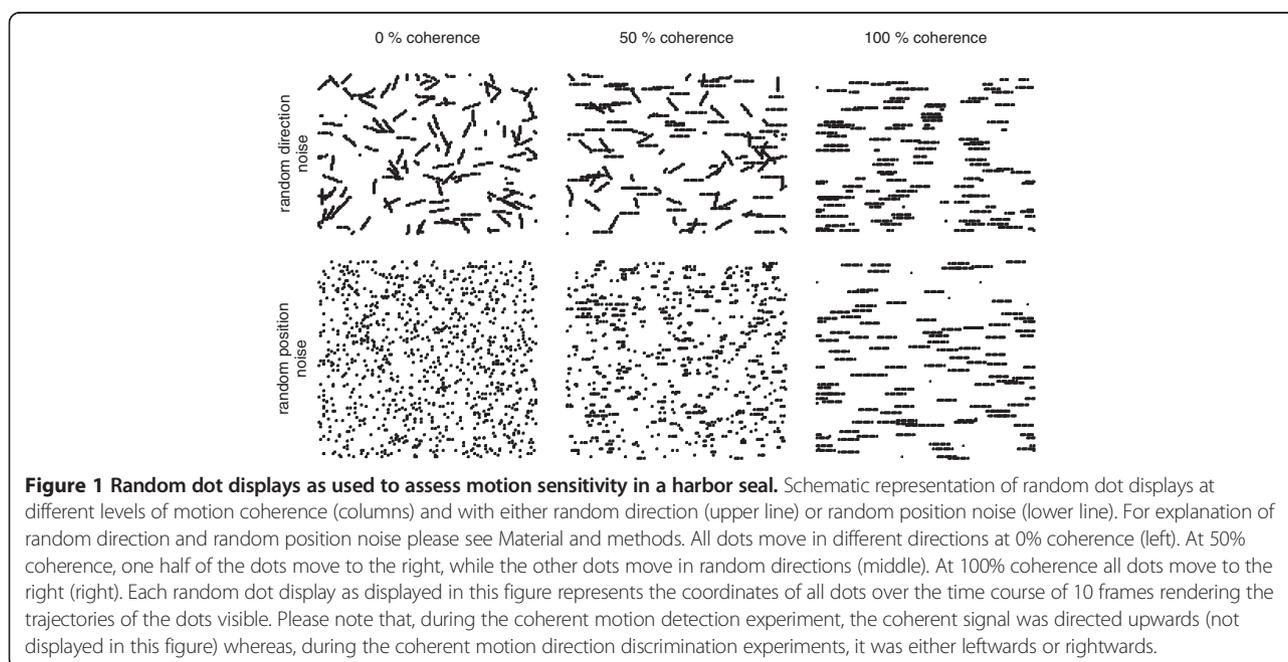 0 % coherence
50 % coherence
100 % coherence
random direction
noise
random position
noise
Figure 1 Random dot displays as used to assess motion sensitivity in a harbor seal. Schematic representation of random dot displays at
different levels of motion coherence (columns) and with either random direction (upper line) or random position noise (lower line). For explanation of
random direction and random position noise please see Material and methods. All dots move in different directions at 0% coherence (left). At 50%
coherence, one half of the dots move to the right, while the other dots move in random directions (middle). At 100% coherence all dots move to the
right (right). Each random dot display as displayed in this figure represents the coordinates of all dots over the time course of 10 frames rendering the
trajectories of the dots visible. Please note that, during the coherent motion detection experiment, the coherent signal was directed upwards (not
displayed in this figure) whereas, during the coherent motion direction discrimination experiments, it was either leftwards or rightwards.